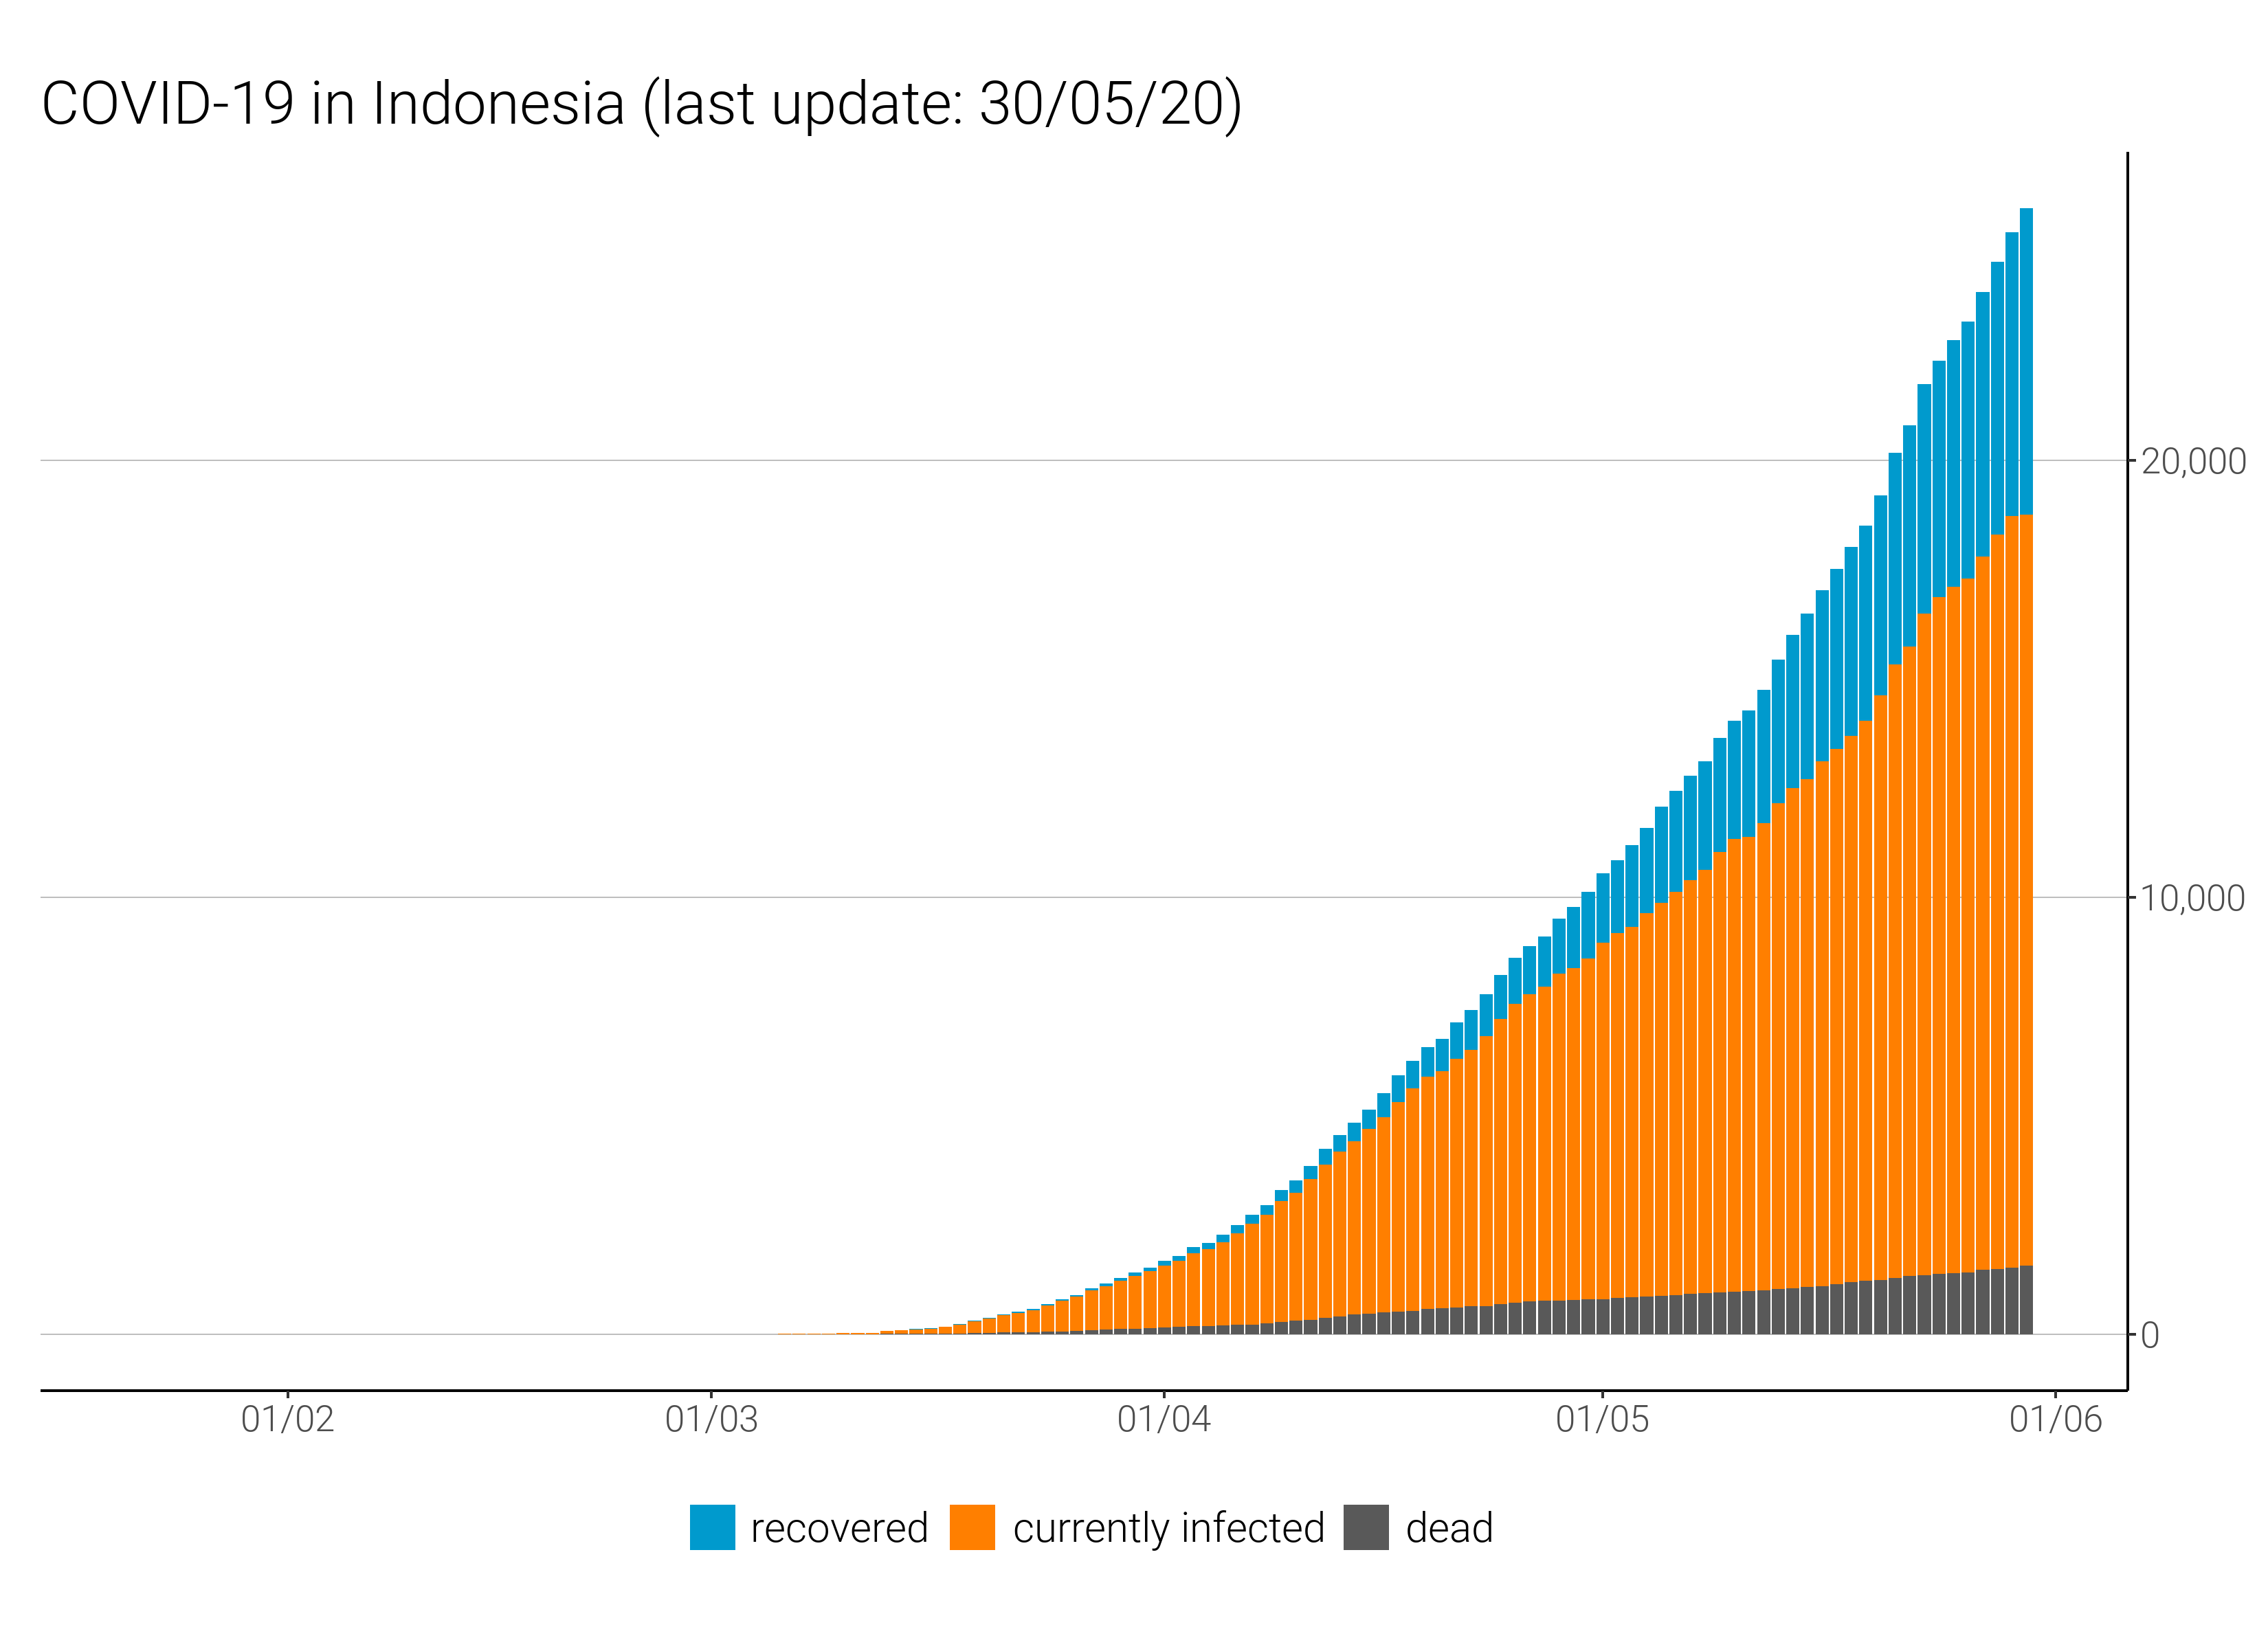 COVID-19 in Indonesia (last update: 30/05/20)
20,000
10,000
0
01/02 01/03 01/04 01/05 01/06
recovered currently infected dead